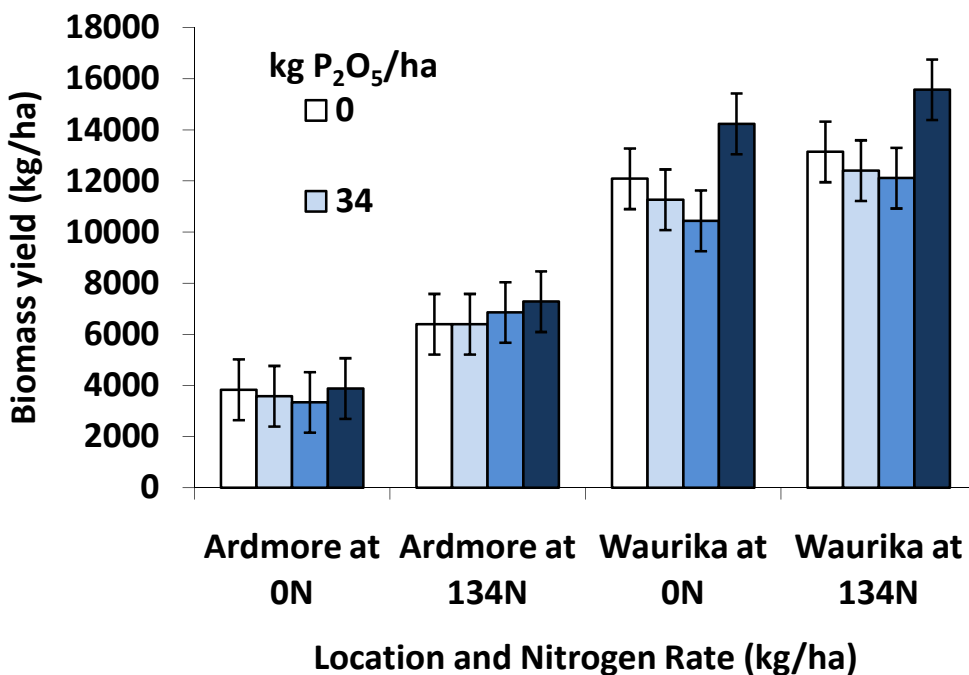 18000
16000
14000
12000
10000
8000
6000
4000
2000
0
Biomass yield (kg/ha)
kg P₂O₅/ha
0
34
Ardmore at 0N
Ardmore at 134N
Waurika at 0N
Waurika at 134N
Location and Nitrogen Rate (kg/ha)